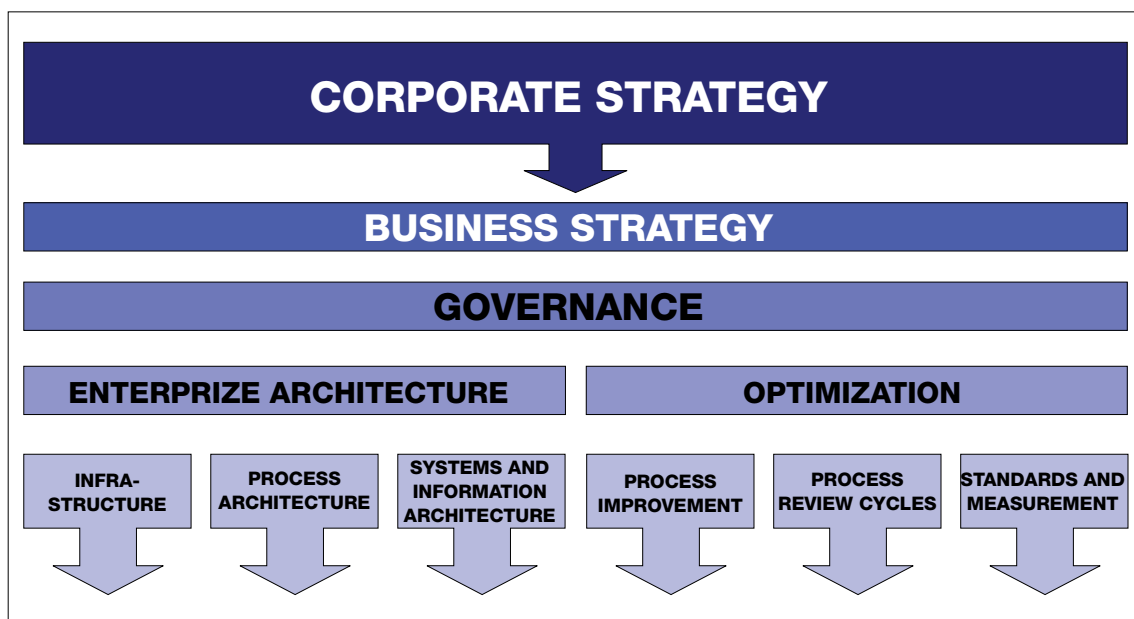 CORPORATE STRATEGY
BUSINESS STRATEGY
GOVERNANCE
ENTERPRIZE ARCHITECTURE
OPTIMIZATION
INFRA-
STRUCTURE
PROCESS
ARCHITECTURE
SYSTEMS AND
INFORMATION
ARCHITECTURE
PROCESS
IMPROVEMENT
PROCESS
REVIEW CYCLES
STANDARDS AND
MEASUREMENT